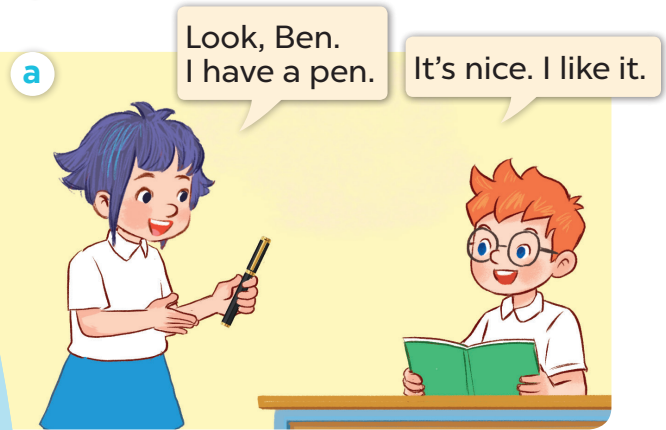 a
Look, Ben.
I have a pen.
It's nice. I like it.